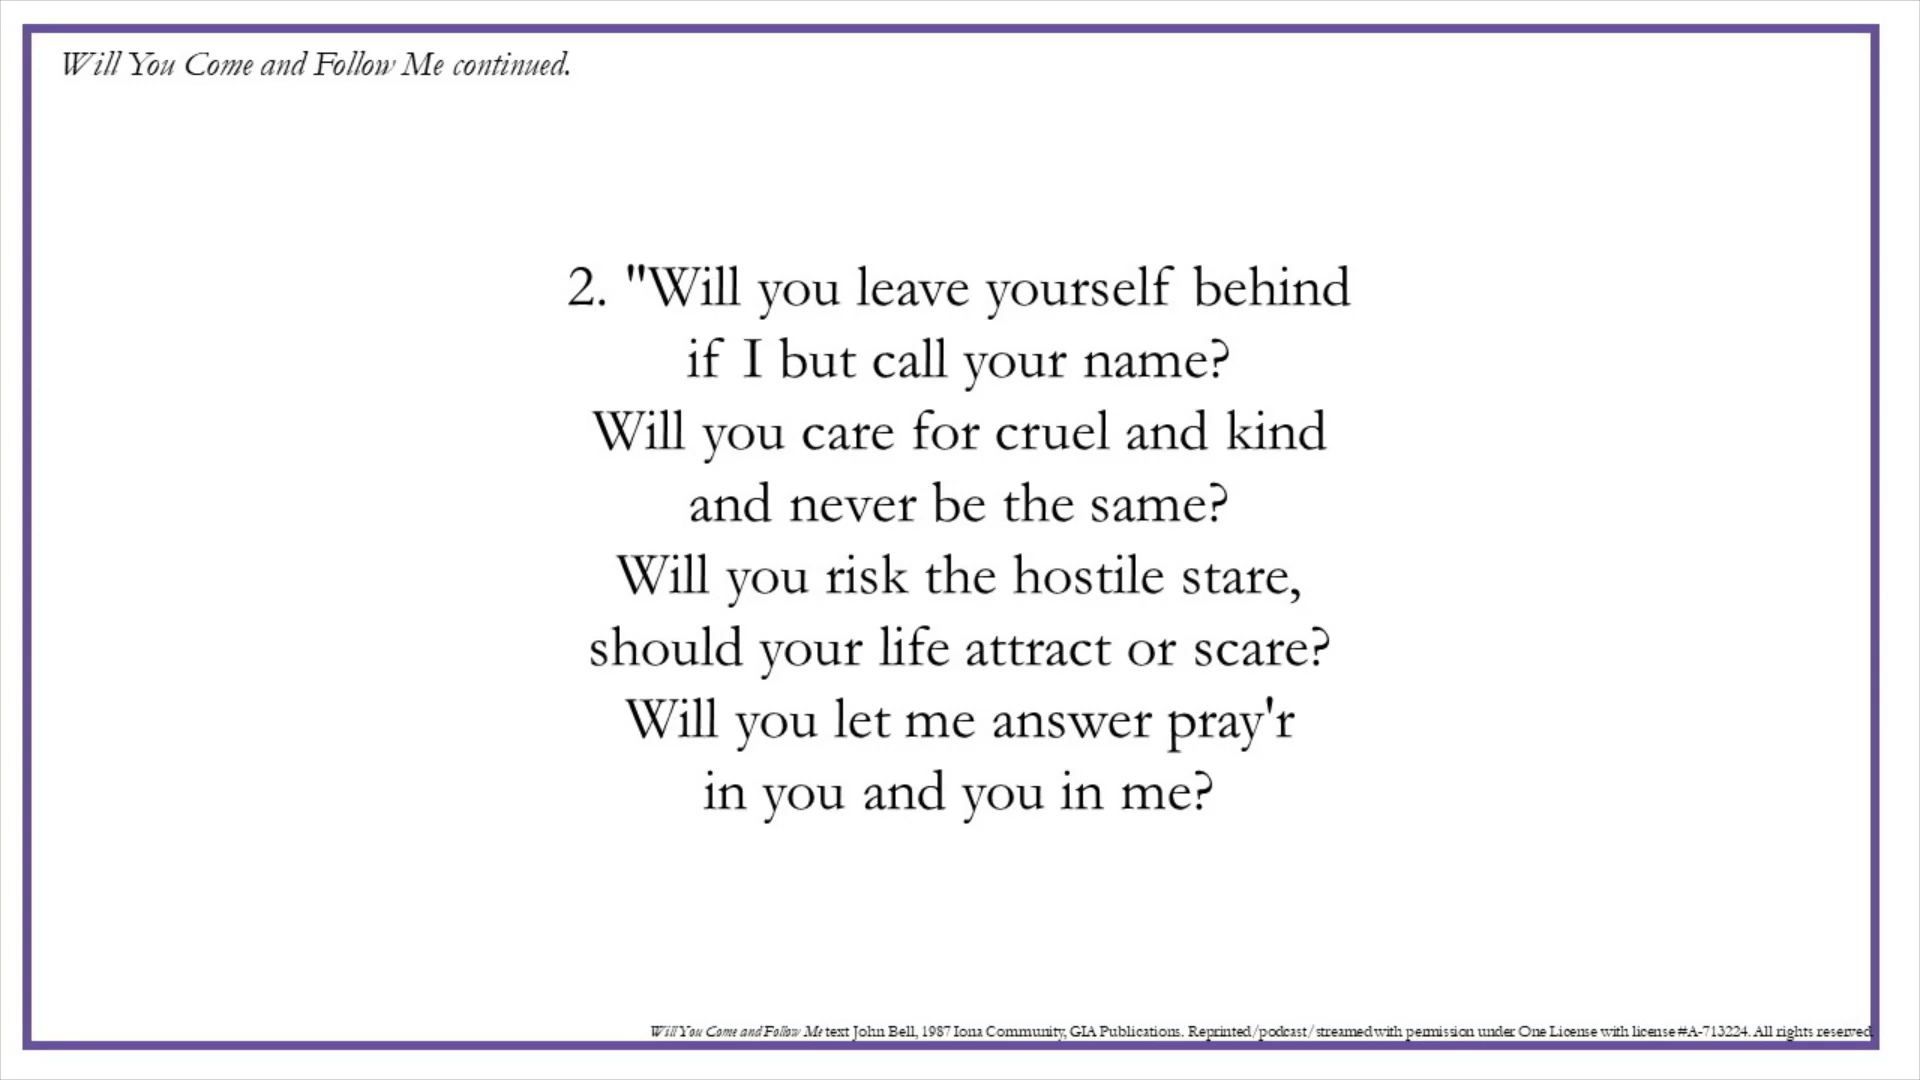 Will You Come and Follow Me continued.
2. "Will you leave yourself behind
if I but call your name?
Will you care for cruel and kind
and never be the same?
Will you risk the hostile stare,
should your life attract or scare?
Will you let me answer pray'r
in you and you in me?
Will You Come and Follow Me text John Bell, 1987 Iona Community, GIA Publications. Reprinted/podcast/streamed with permission under One License with license #A-713224. All rights reserved.